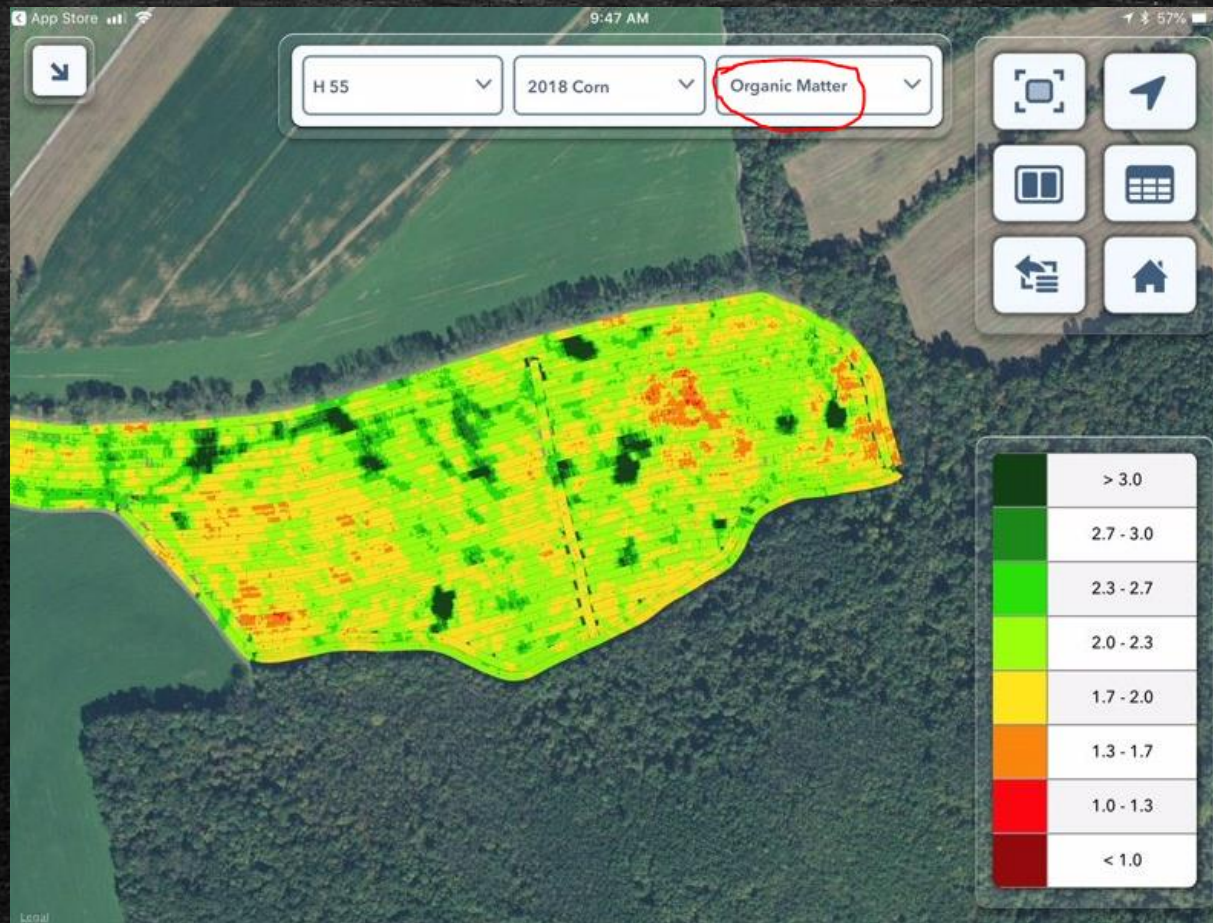 App Store 9:47 AM 57%
H 55 2018 Corn Organic Matter
> 3.0
2.7 - 3.0
2.3 - 2.7
2.0 - 2.3
1.7 - 2.0
1.3 - 1.7
1.0 - 1.3
< 1.0
Legal